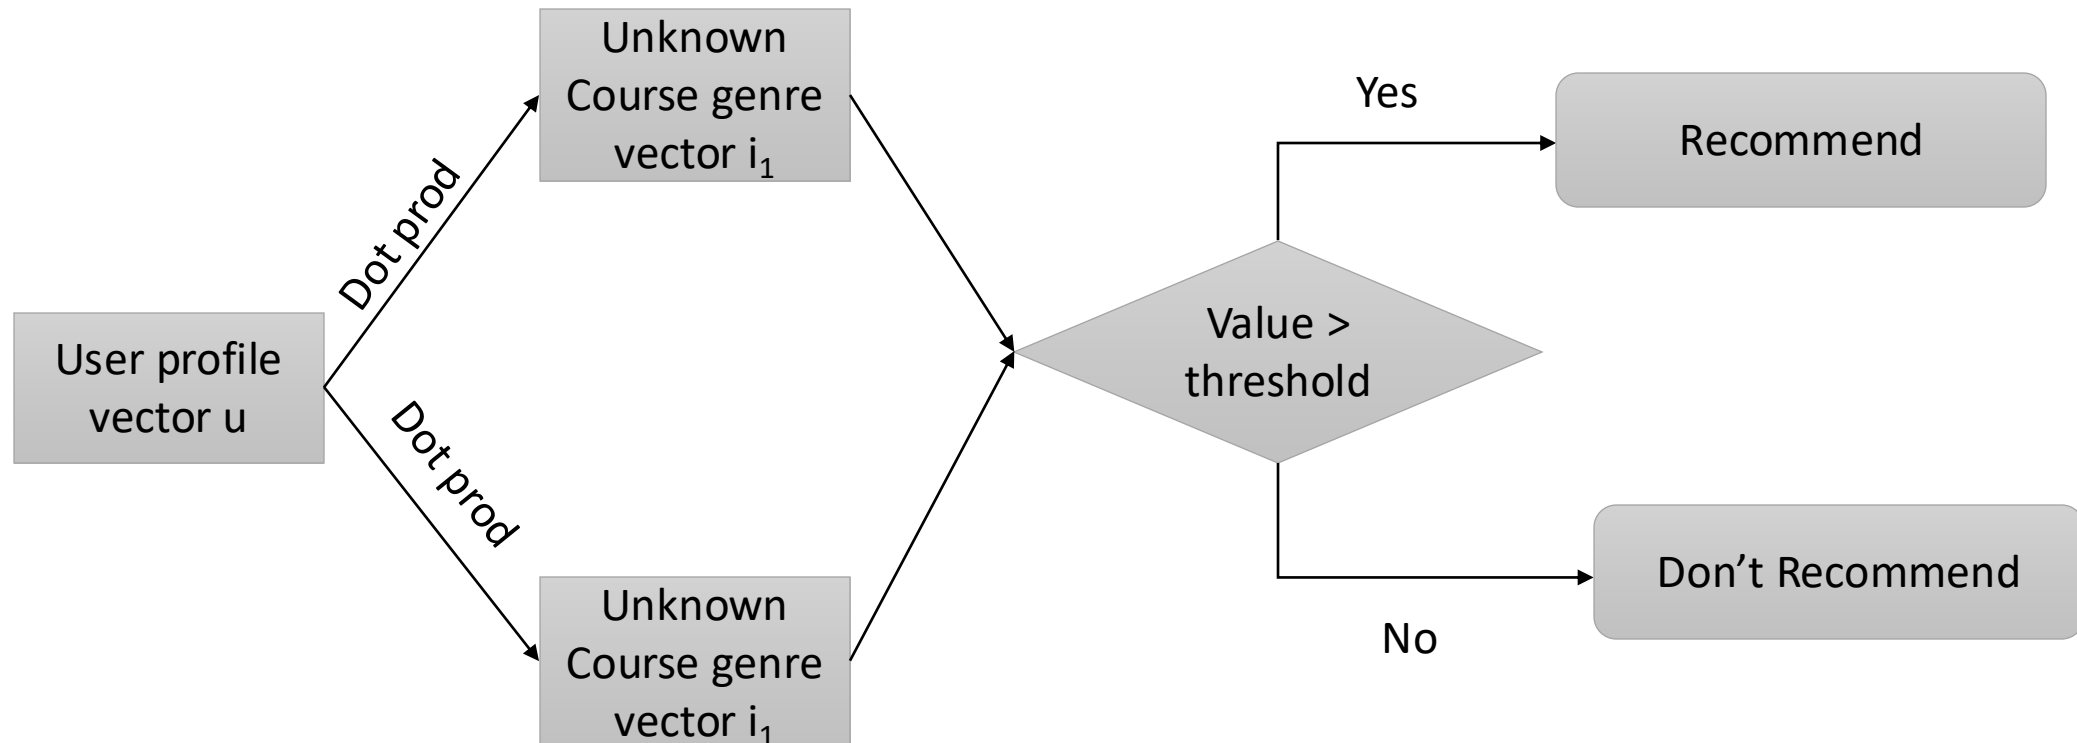 User profile
vector u
Dot prod
Dot prod
Unknown
Course genre
vector i₁
Unknown
Course genre
vector i₁
Value >
threshold
Yes
Recommend
No
Don’t Recommend